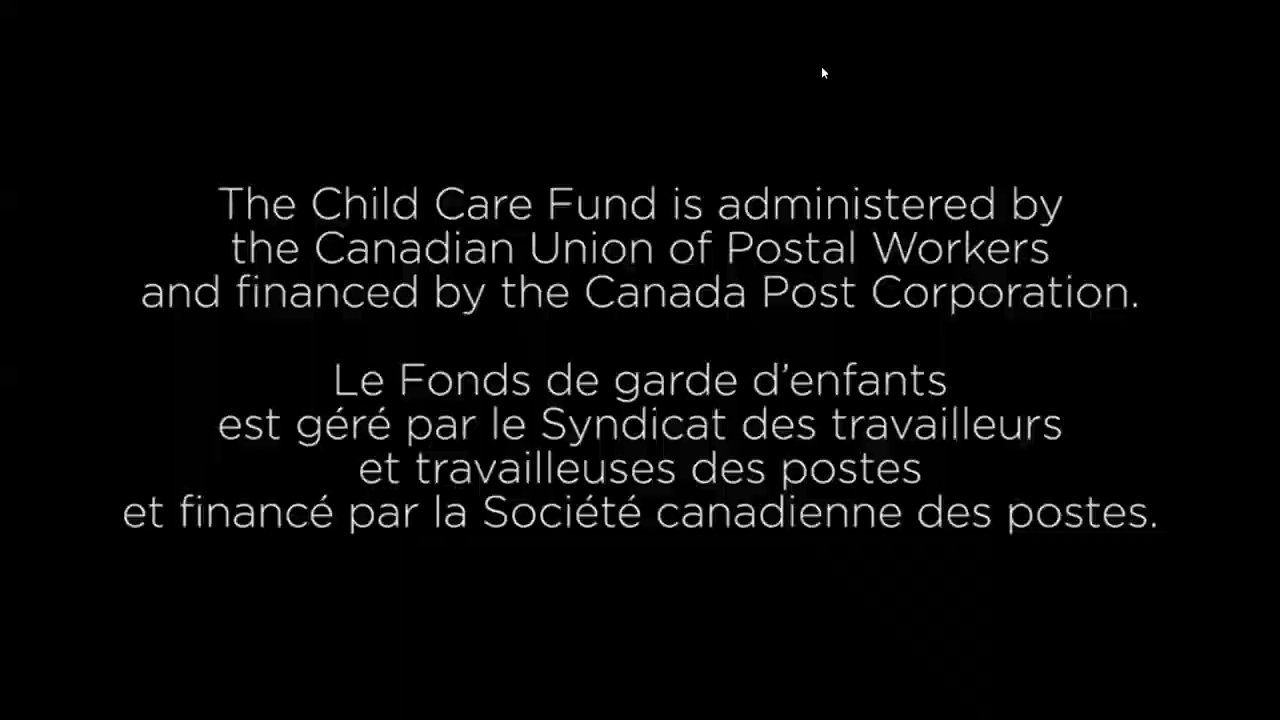 The Child Care Fund is administered by
the Canadian Union of Postal Workers
and financed by the Canada Post Corporation.
Le Fonds de garde d’enfants
est géré par le Syndicat des travailleurs
et travailleuses des postes
et financé par la Société canadienne des postes.